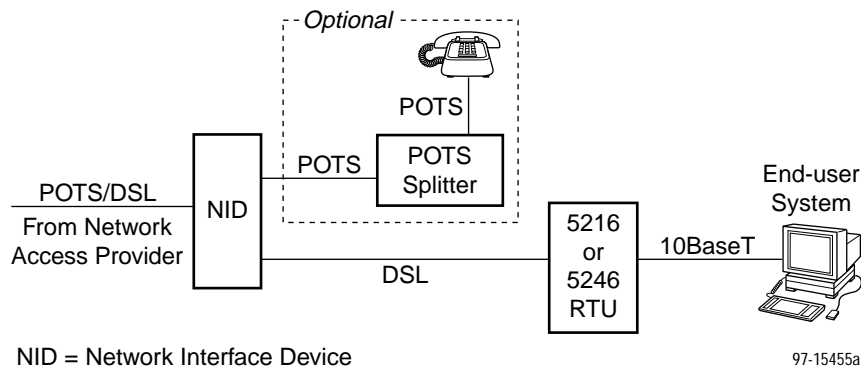 Optional
POTS
POTS
POTS
Splitter
POTS/DSL
From Network
Access Provider
NID
DSL
5216
or
5246
RTU
10BaseT
End-user
System
NID = Network Interface Device
97-15455a